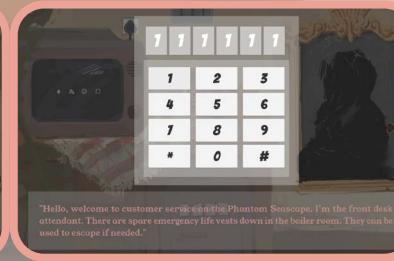 1 1 1 1 1 1
1 2 3
4 5 6
7 8 9
* 0 #
"Hello, welcome to customer service on the Phantom Seascape. I'm the front desk
attendant. There are spare emergency life vests down in the boiler room. They can be
used to escape if needed."